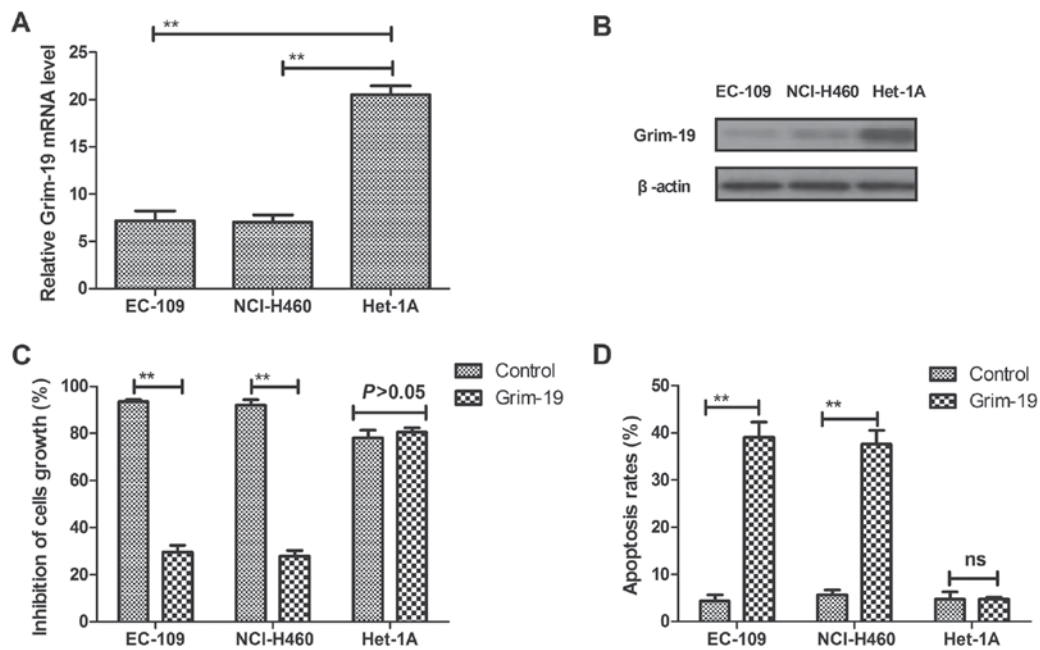 A
**
**
Relative Grim-19 mRNA level
25
20
15
10
5
0
EC-109 NCI-H460 Het-1A
B
EC-109 NCI-H460 Het-1A
Grim-19
β-actin
C
Control
Grim-19
Inhibition of cells growth (%)
100
80
60
40
20
0
**
**
P>0.05
EC-109 NCI-H460 Het-1A
D
Control
Grim-19
Apoptosis rates (%)
50
40
30
20
10
0
**
**
ns
EC-109 NCI-H460 Het-1A